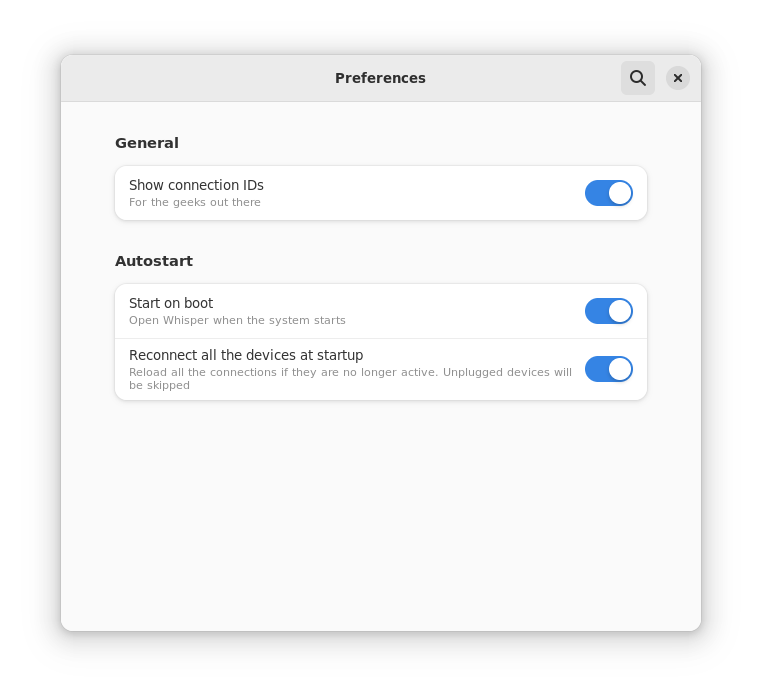 Preferences
General
Show connection IDs
For the geeks out there
Autostart
Start on boot
Open Whisper when the system starts
Reconnect all the devices at startup
Reload all the connections if they are no longer active. Unplugged devices will
be skipped